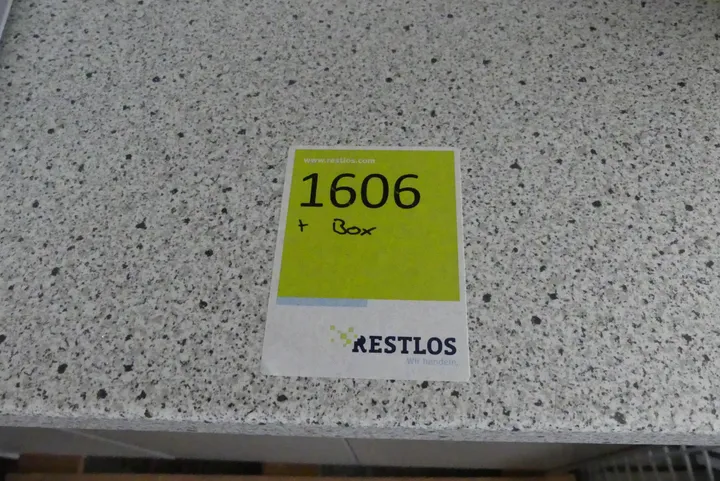 www.restlos.com
1606
+ Box
RESTLOS
Wir handeln.